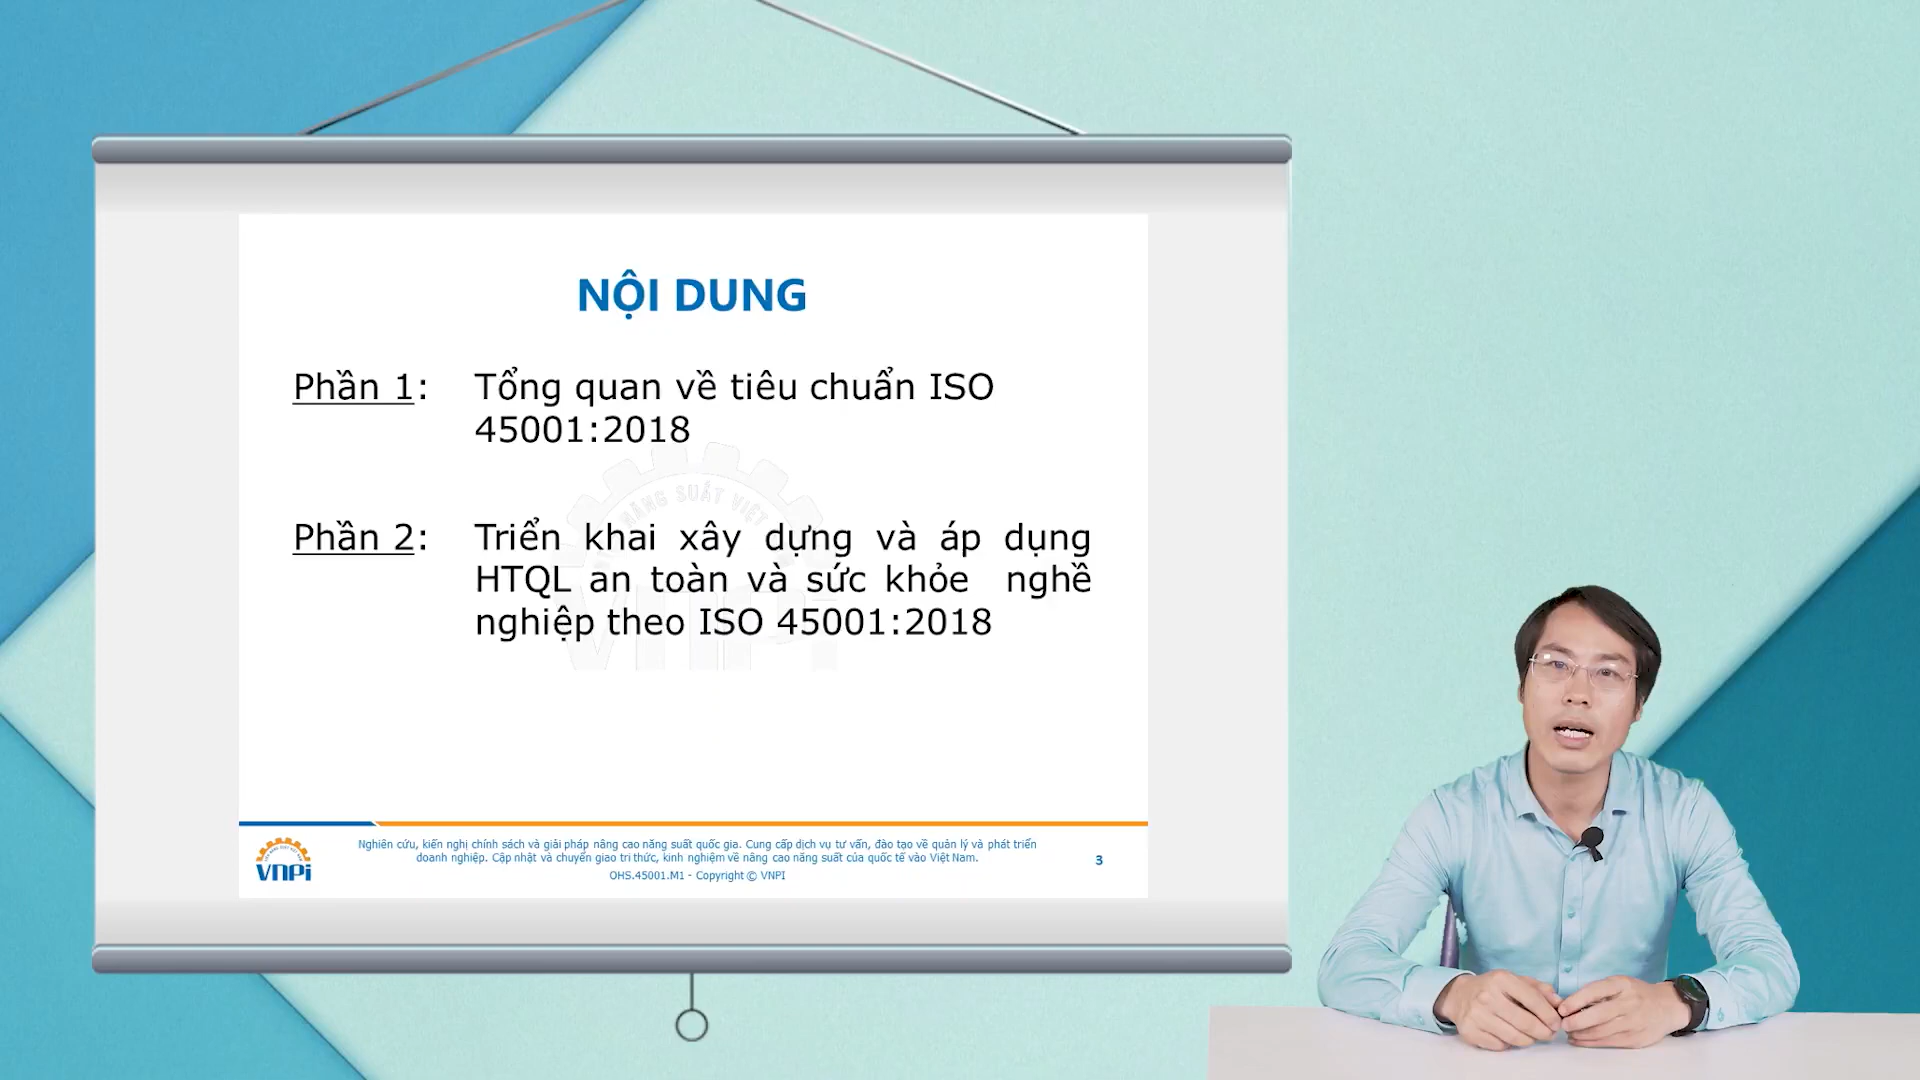 NỘI DUNG
Phần 1: Tổng quan về tiêu chuẩn ISO
45001:2018
NĂNG SUẤT VIỆT
Phần 2: Triển khai xây dựng và áp dụng
HTQL an toàn và sức khỏe nghề
nghiệp theo ISO 45001:2018
VNPi
Nghiên cứu, kiến nghị chính sách và giải pháp nâng cao năng suất quốc gia. Cung cấp dịch vụ tư vấn, đào tạo về quản lý và phát triển
doanh nghiệp. Cập nhật và chuyển giao tri thức, kinh nghiệm về nâng cao năng suất của quốc tế vào Việt Nam.
OHS.45001.M1 - Copyright © VNPI
VNPi
3